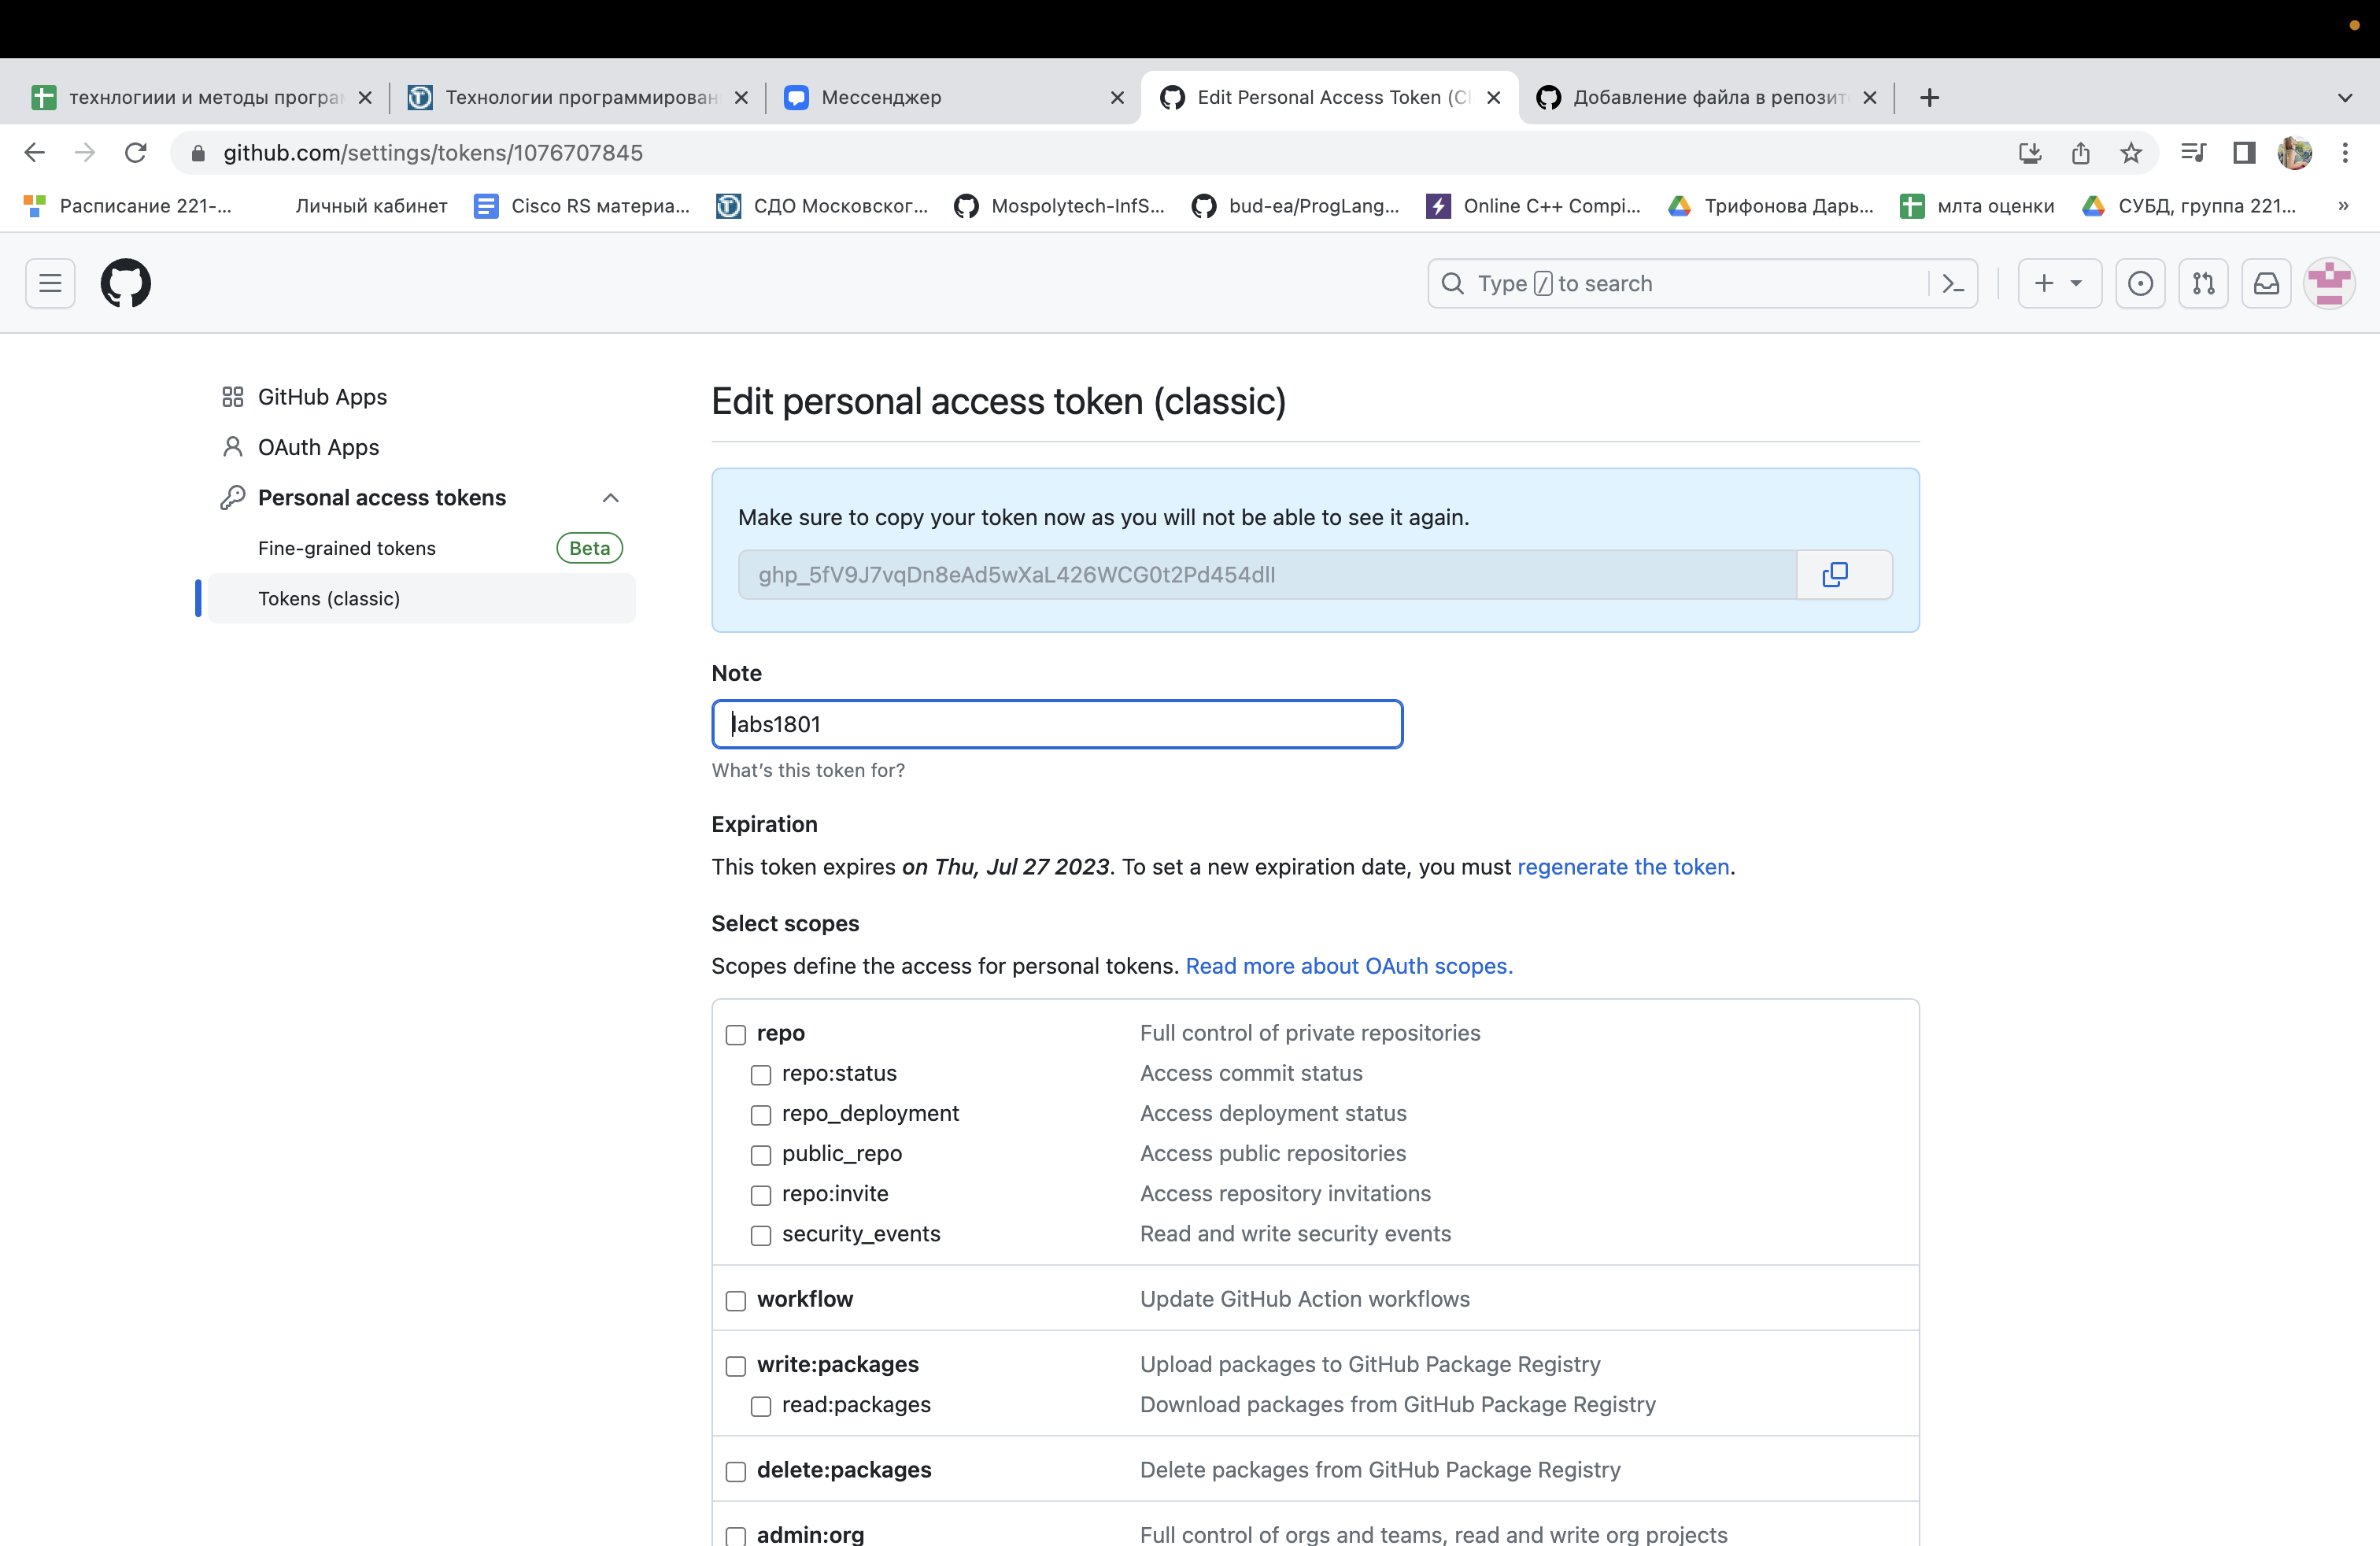 технлогиии и методы програм
Технологии программирован
Мессенджер
Edit Personal Access Token (Cl
Добавление файла в репозит
github.com/settings/tokens/1076707845
Расписание 221-...
Личный кабинет
Cisco RS материа...
СДО Московског...
Mospolytech-InfS...
bud-ea/ProgLang...
Online C++ Compi...
Трифонова Дарь...
млта оценки
СУБД, группа 221...
»
Type / to search
GitHub Apps
OAuth Apps
Personal access tokens
Fine-grained tokens
Beta
Tokens (classic)
Edit personal access token (classic)
Make sure to copy your token now as you will not be able to see it again.
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
Note
labs1801
What's this token for?
Expiration
This token expires on Thu, Jul 27 2023. To set a new expiration date, you must regenerate the token.
Select scopes
Scopes define the access for personal tokens. Read more about OAuth scopes.
repo Full control of private repositories
repo:status Access commit status
repo_deployment Access deployment status
public_repo Access public repositories
repo:invite Access repository invitations
security_events Read and write security events
workflow Update GitHub Action workflows
write:packages Upload packages to GitHub Package Registry
read:packages Download packages from GitHub Package Registry
delete:packages Delete packages from GitHub Package Registry
admin:org Full control of orgs and teams, read and write org projects